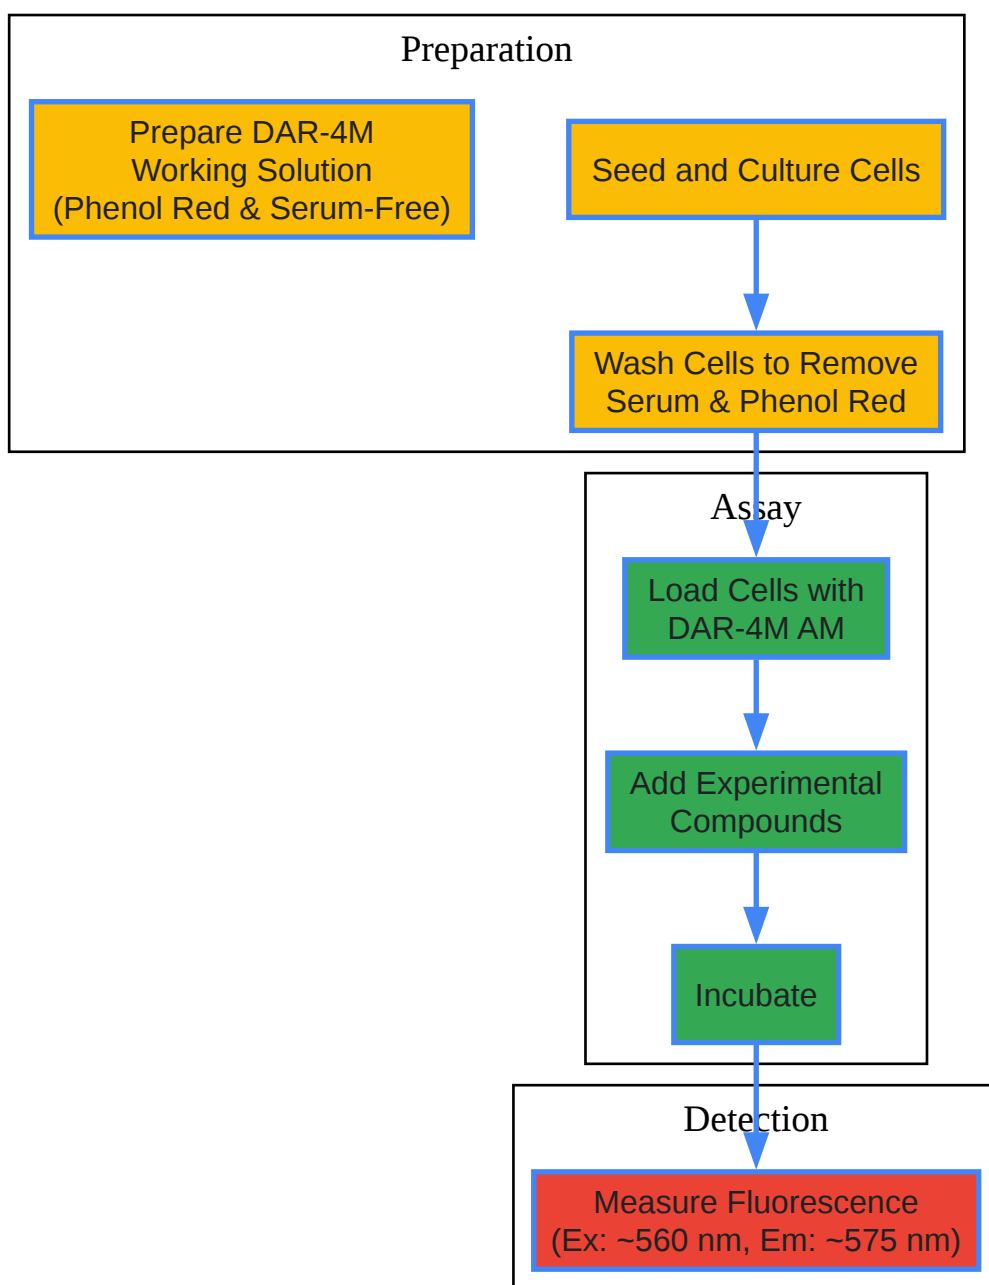 Preparation
Prepare DAR-4M
Working Solution
(Phenol Red & Serum-Free)
Seed and Culture Cells
Wash Cells to Remove
Serum & Phenol Red
Assay
Load Cells with
DAR-4M AM
Add Experimental
Compounds
Incubate
Detection
Measure Fluorescence
(Ex: ~560 nm, Em: ~575 nm)